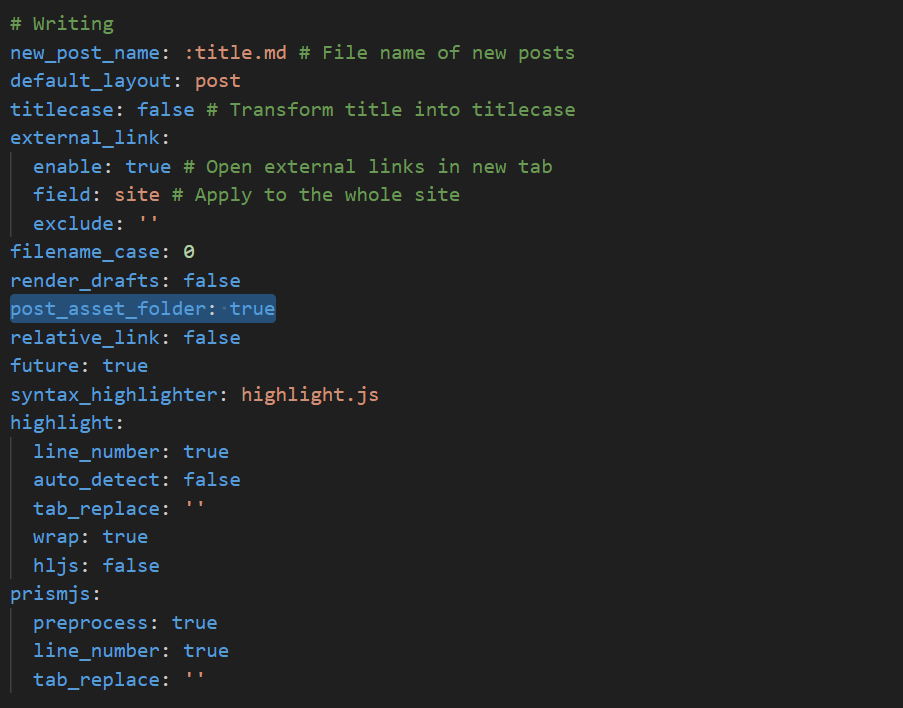 # Writing
new_post_name: :title.md # File name of new posts
default_layout: post
titlecase: false # Transform title into titlecase
external_link:
  enable: true # Open external links in new tab
  field: site # Apply to the whole site
  exclude: ''
filename_case: 0
render_drafts: false
post_asset_folder: true
relative_link: false
future: true
syntax_highlighter: highlight.js
highlight:
  line_number: true
  auto_detect: false
  tab_replace: ''
  wrap: true
  hljs: false
prismjs:
  preprocess: true
  line_number: true
  tab_replace: ''